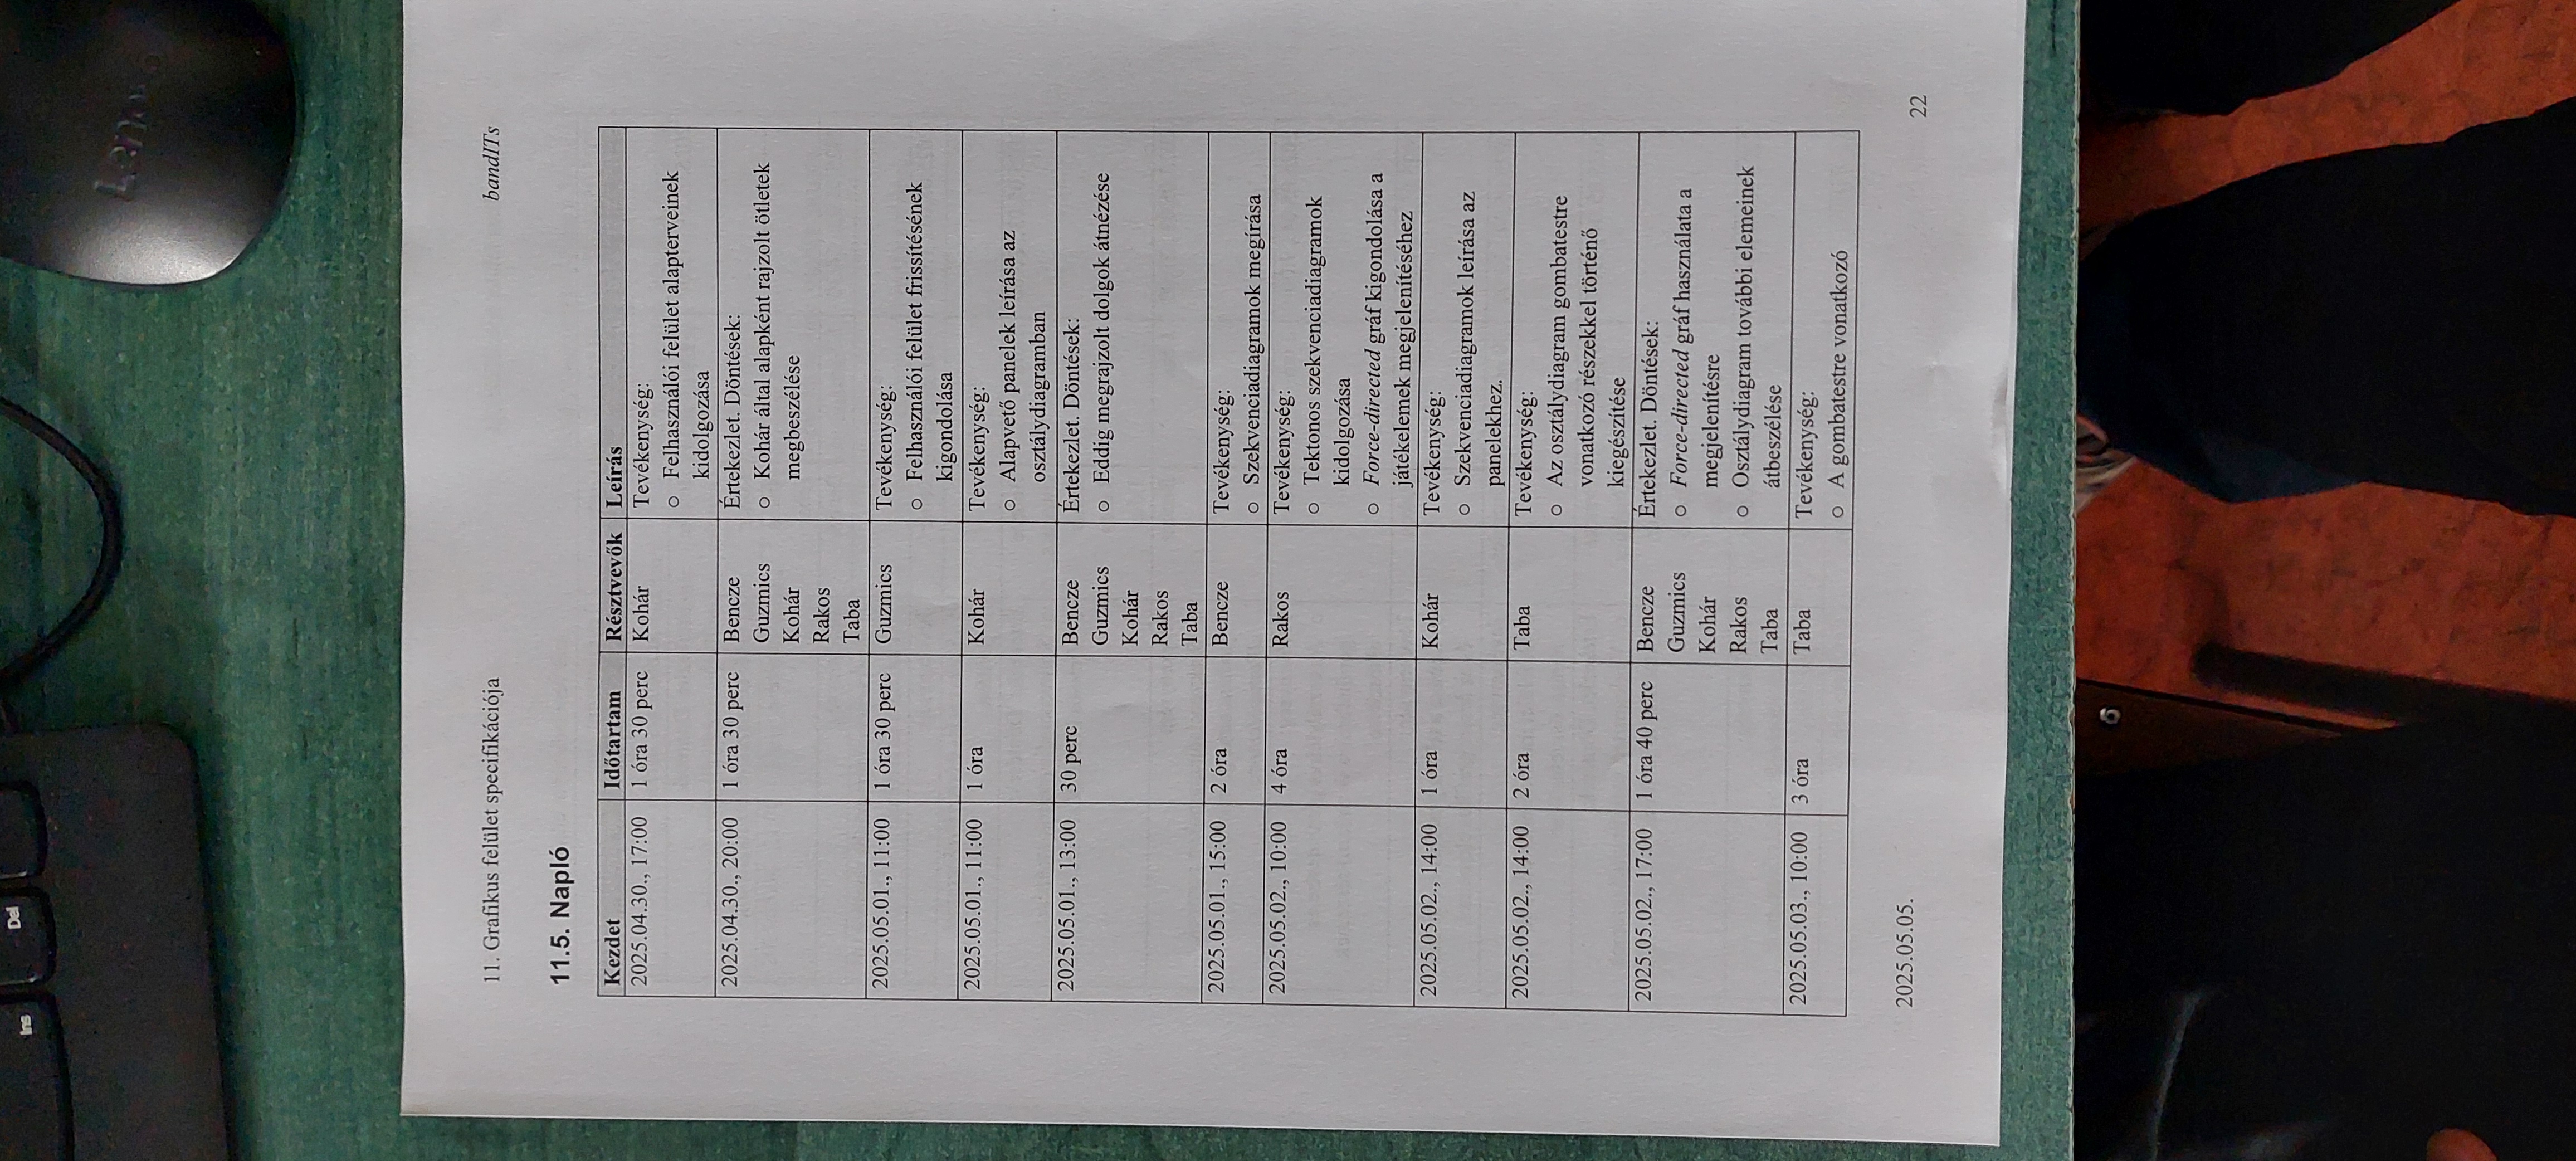 Ins
Del
Lenovo
11. Grafikus felület specifikációja bandITs
11.5. Napló
Kezdet Időtartam Résztvevők Leírás
2025.04.30., 17:00 1 óra 30 perc Kohár Tevékenység:
○ Felhasználói felület alapterveinek
kidolgozása
2025.04.30., 20:00 1 óra 30 perc Bencze Értekezlet. Döntések:
Guzmics ○ Kohár által alapként rajzolt ötletek
Kohár megbeszélése
Rakos
Taba
2025.05.01., 11:00 1 óra 30 perc Guzmics Tevékenység:
○ Felhasználói felület frissítésének
kigondolása
2025.05.01., 11:00 1 óra Kohár Tevékenység:
○ Alapvető panelek leírása az
osztálydiagramban
2025.05.01., 13:00 30 perc Bencze Értekezlet. Döntések:
Guzmics ○ Eddig megrajzolt dolgok átnézése
Kohár
Rakos
Taba
2025.05.01., 15:00 2 óra Bencze Tevékenység:
○ Szekvenciadiagramok megírása
2025.05.02., 10:00 4 óra Rakos Tevékenység:
○ Tektonos szekvenciadiagramok
kidolgozása
○ Force-directed gráf kigondolása a
játékelemek megjelenítéséhez
2025.05.02., 14:00 1 óra Kohár Tevékenység:
○ Szekvenciadiagramok leírása az
panelekhez.
2025.05.02., 14:00 2 óra Taba Tevékenység:
○ Az osztálydiagram gombatestre
vonatkozó részekkel történő
kiegészítése
2025.05.02., 17:00 1 óra 40 perc Bencze Értekezlet. Döntések:
Guzmics ○ Force-directed gráf használata a
Kohár megjelenítésre
Rakos ○ Osztálydiagram további elemeinek
Taba átbeszélése
2025.05.03., 10:00 3 óra Taba Tevékenység:
○ A gombatestre vonatkozó
2025.05.05. 22